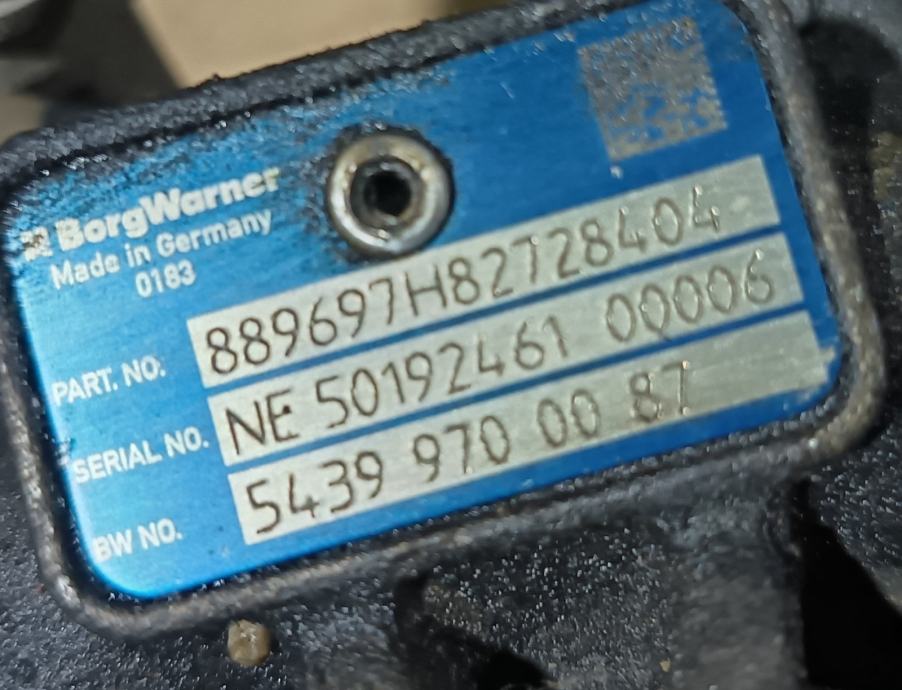 BorgWarner
Made in Germany
0183
PART. NO: 889697H82728404
SERIAL NO. NE 50192461 00006
BW NO. 5439 970 00 87